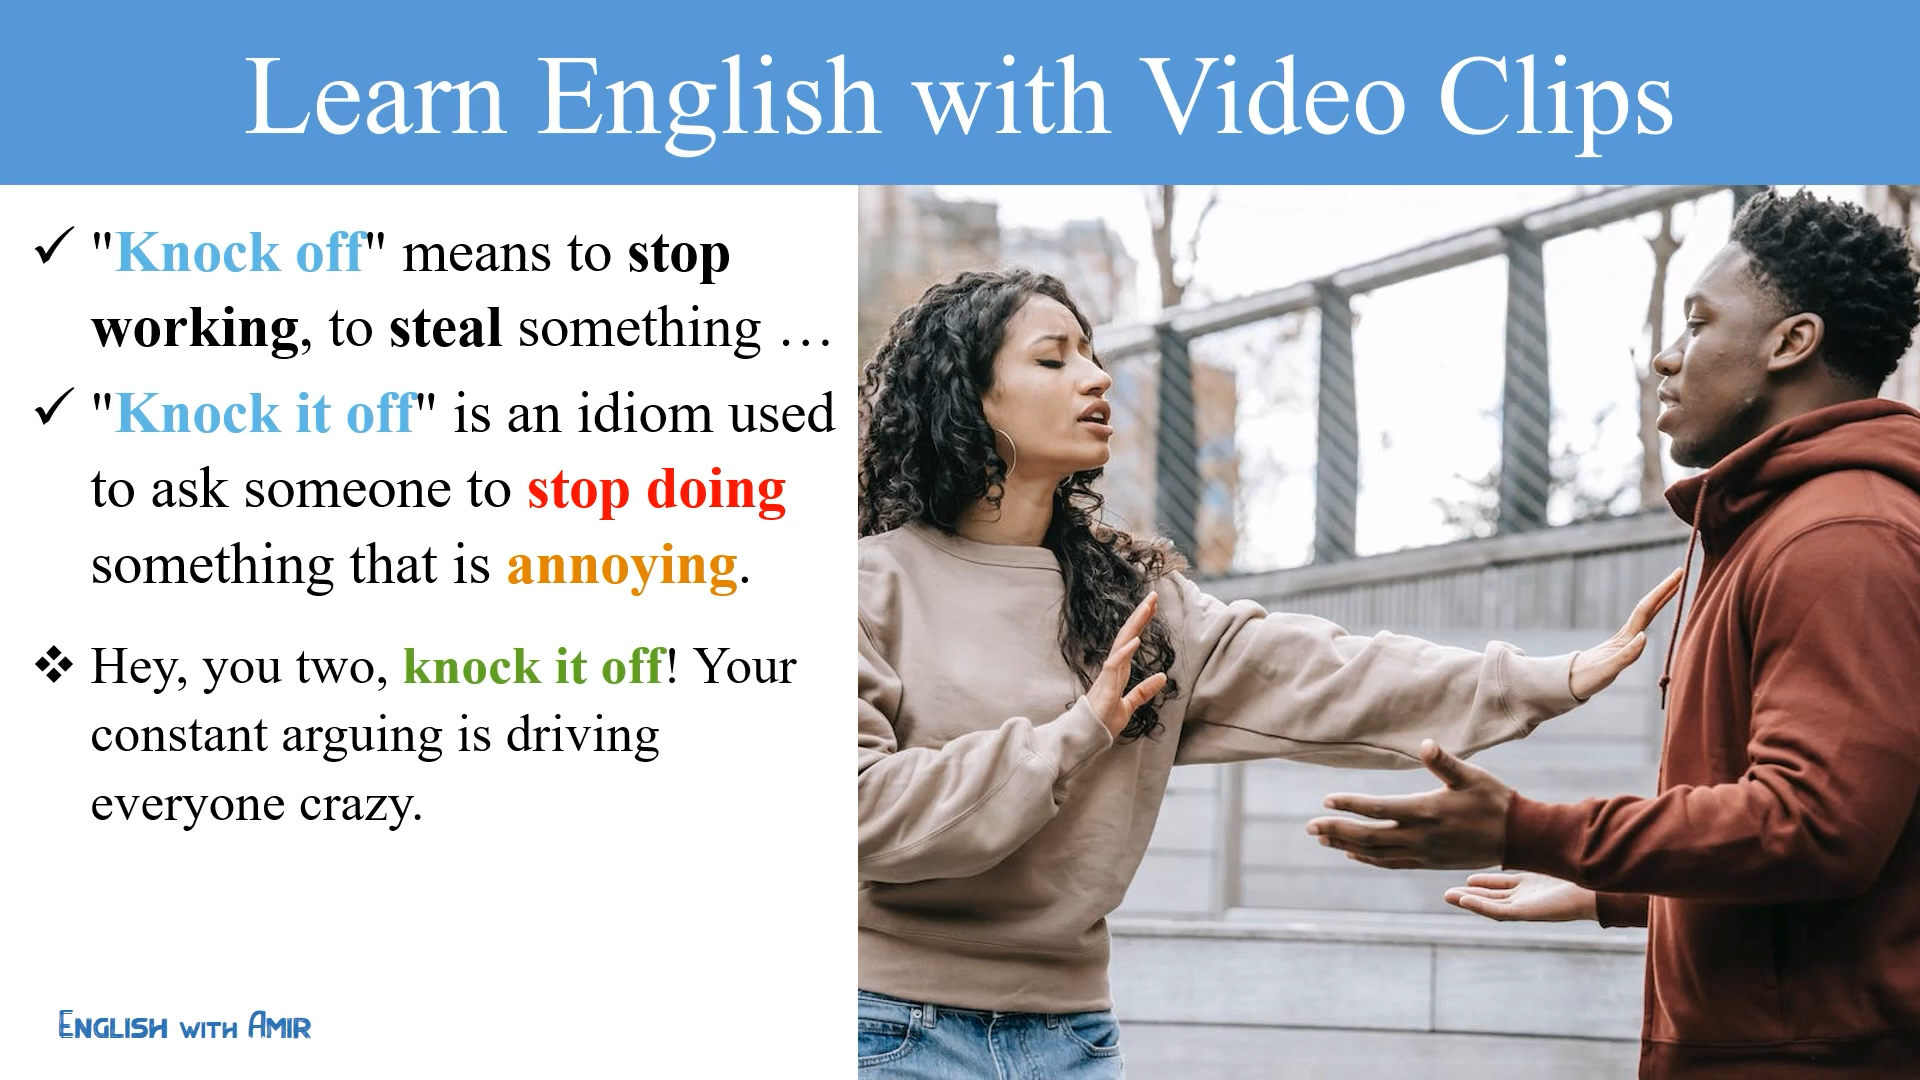 Learn English with Video Clips
✓ "Knock off" means to stop
working, to steal something …
✓ "Knock it off" is an idiom used
to ask someone to stop doing
something that is annoying.
❖ Hey, you two, knock it off! Your
constant arguing is driving
everyone crazy.
English with Amir